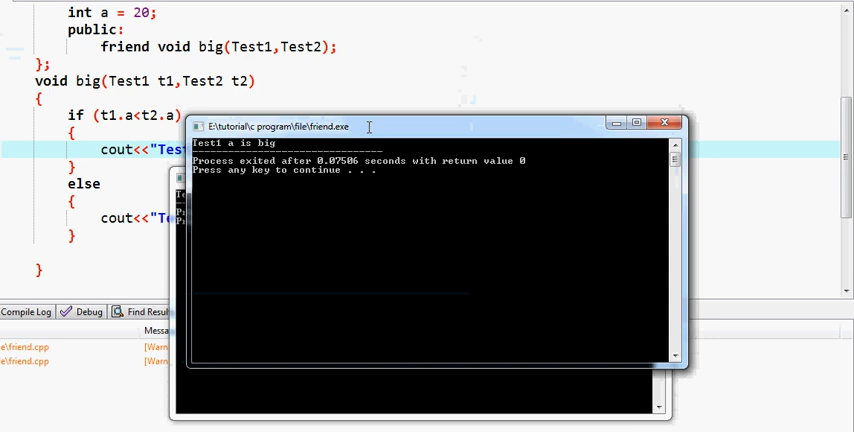 int a = 20;
public:
friend void big(Test1,Test2);
};
void big(Test1 t1,Test2 t2)
{
if (t1.a<t2.a)
{
cout<<"Tes
}
else
{
cout<<"T
}
}
E:\tutorial\c program\file\friend.exe
Test1 a is big
--------------------------------
Process exited after 0.07506 seconds with return value 0
Press any key to continue . . .
Compile Log Debug Find Resul
Messa
e\friend.cpp [Warn
e\friend.cpp [Warn